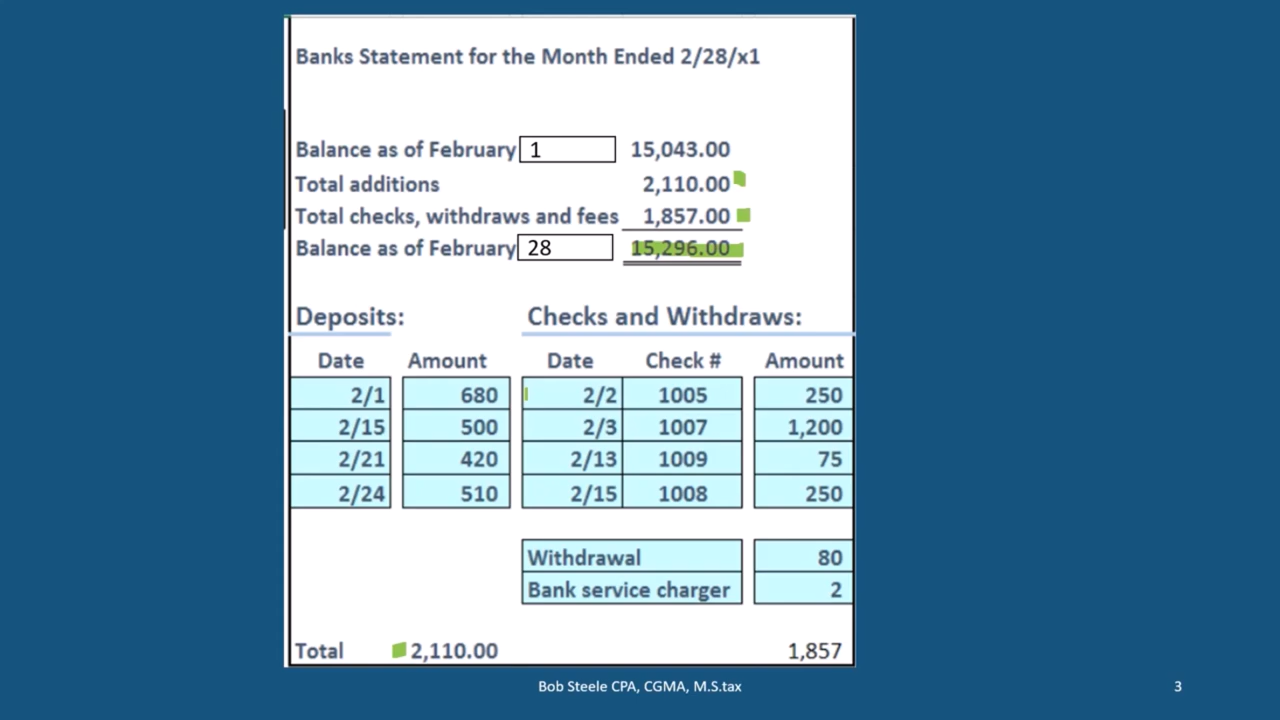 Banks Statement for the Month Ended 2/28/x1
Balance as of February 1 15,043.00
Total additions 2,110.00
Total checks, withdraws and fees 1,857.00
Balance as of February 28 15,296.00
Deposits: Checks and Withdraws:
Date Amount Date Check # Amount
2/1 680 2/2 1005 250
2/15 500 2/3 1007 1,200
2/21 420 2/13 1009 75
2/24 510 2/15 1008 250
Withdrawal 80
Bank service charger 2
Total 2,110.00 1,857
Bob Steele CPA, CGMA, M.S.tax 3